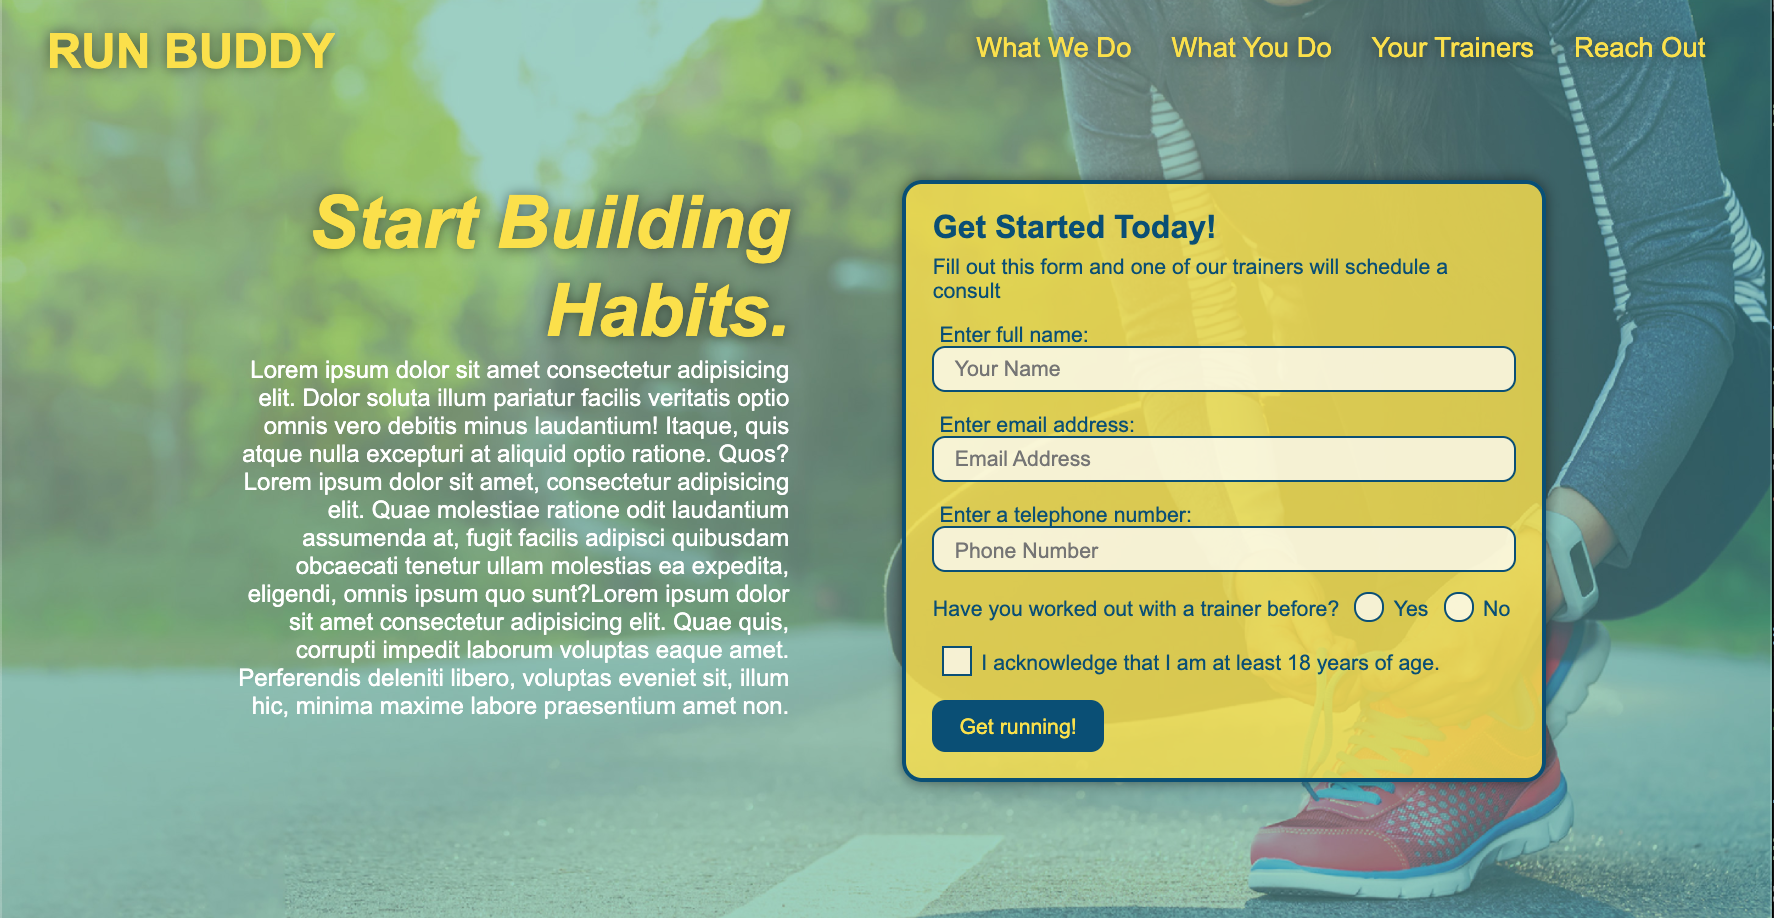 RUN BUDDY
What We Do
What You Do
Your Trainers
Reach Out
Start Building
Habits.
Lorem ipsum dolor sit amet consectetur adipisicing
elit. Dolor soluta illum pariatur facilis veritatis optio
omnis vero debitis minus laudantium! Itaque, quis
atque nulla excepturi at aliquid optio ratione. Quos?
Lorem ipsum dolor sit amet, consectetur adipisicing
elit. Quae molestiae ratione odit laudantium
assumenda at, fugit facilis adipisci quibusdam
obcaecati tenetur ullam molestias ea expedita,
eligendi, omnis ipsum quo sunt?Lorem ipsum dolor
sit amet consectetur adipisicing elit. Quae quis,
corrupti impedit laborum voluptas eaque amet.
Perferendis deleniti libero, voluptas eveniet sit, illum
hic, minima maxime labore praesentium amet non.
Get Started Today!
Fill out this form and one of our trainers will schedule a
consult
Enter full name:
Your Name
Enter email address:
Email Address
Enter a telephone number:
Phone Number
Have you worked out with a trainer before? Yes No
I acknowledge that I am at least 18 years of age.
Get running!